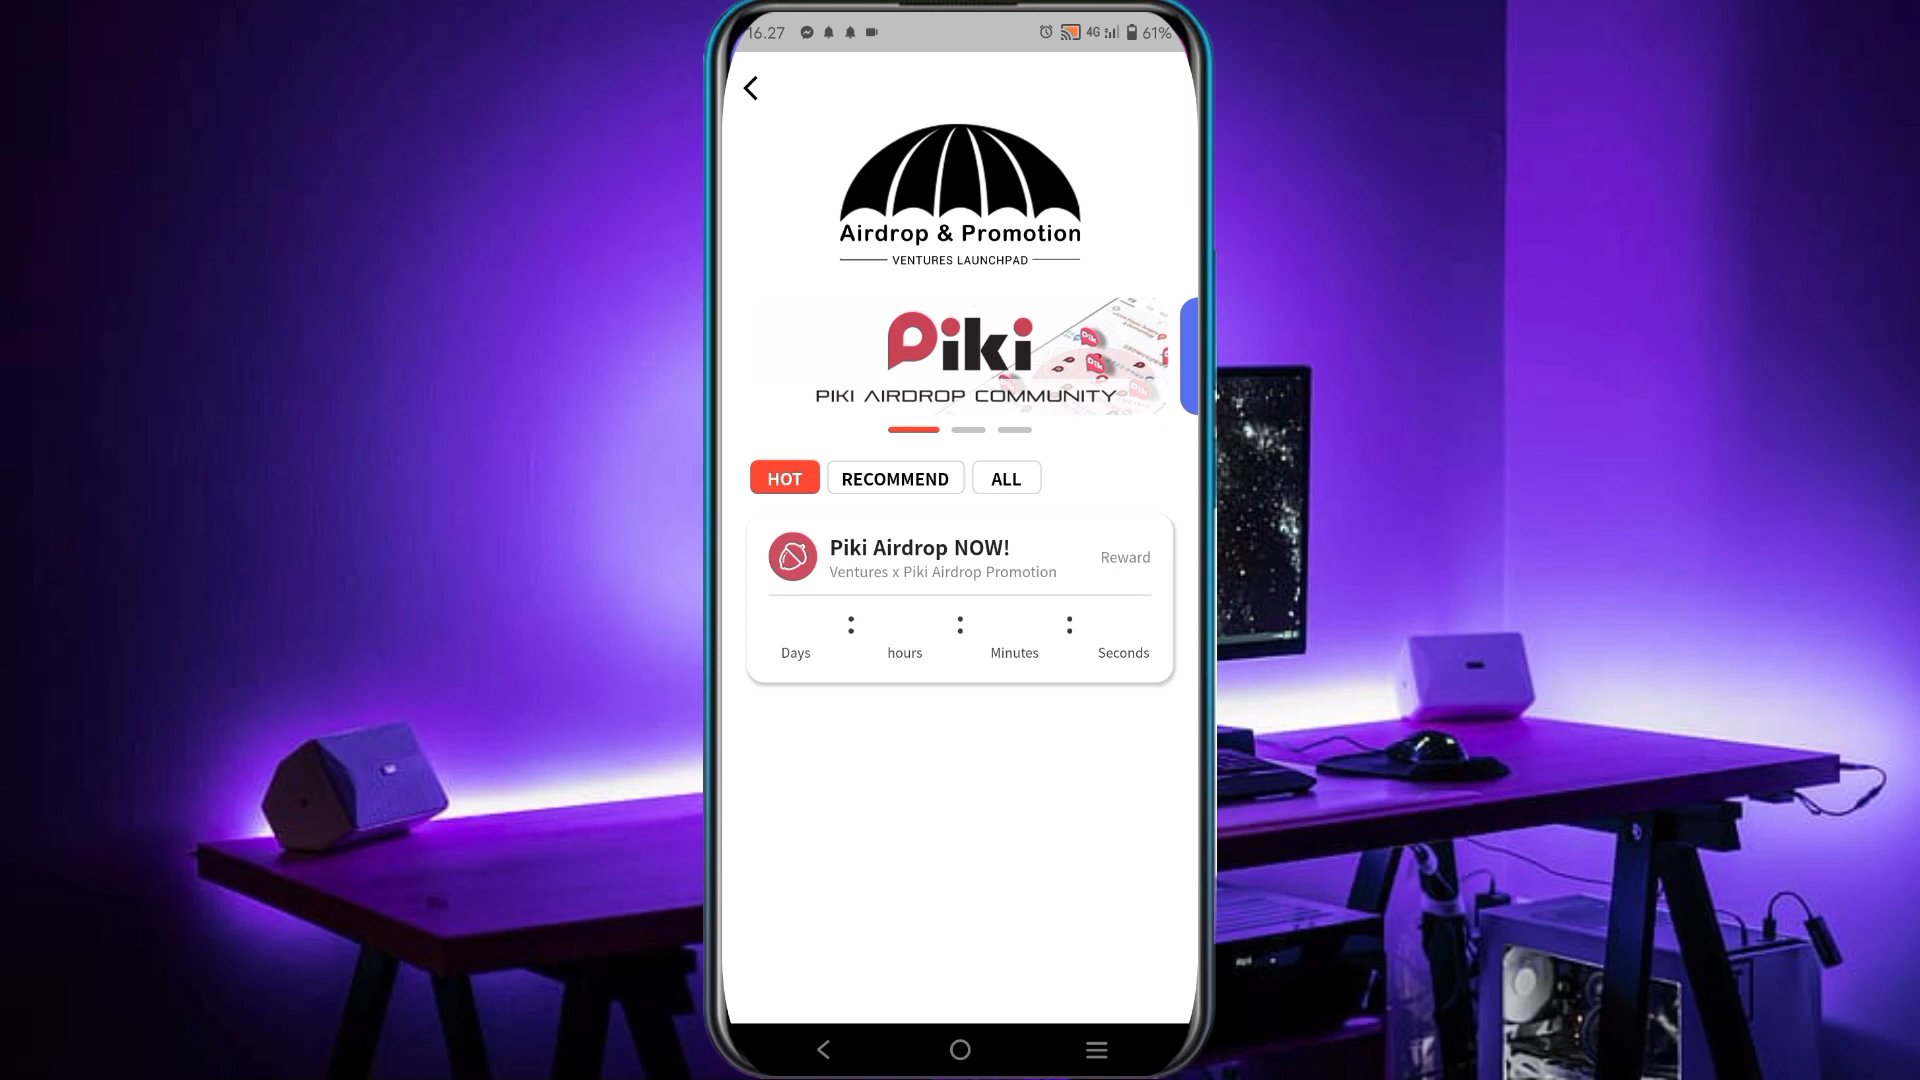 16.27 4G 61%
Airdrop & Promotion
VENTURES LAUNCHPAD
Piki
PIKI AIRDROP COMMUNITY
HOT RECOMMEND ALL
Piki Airdrop NOW!
Ventures x Piki Airdrop Promotion
Reward
: : :
Days hours Minutes Seconds